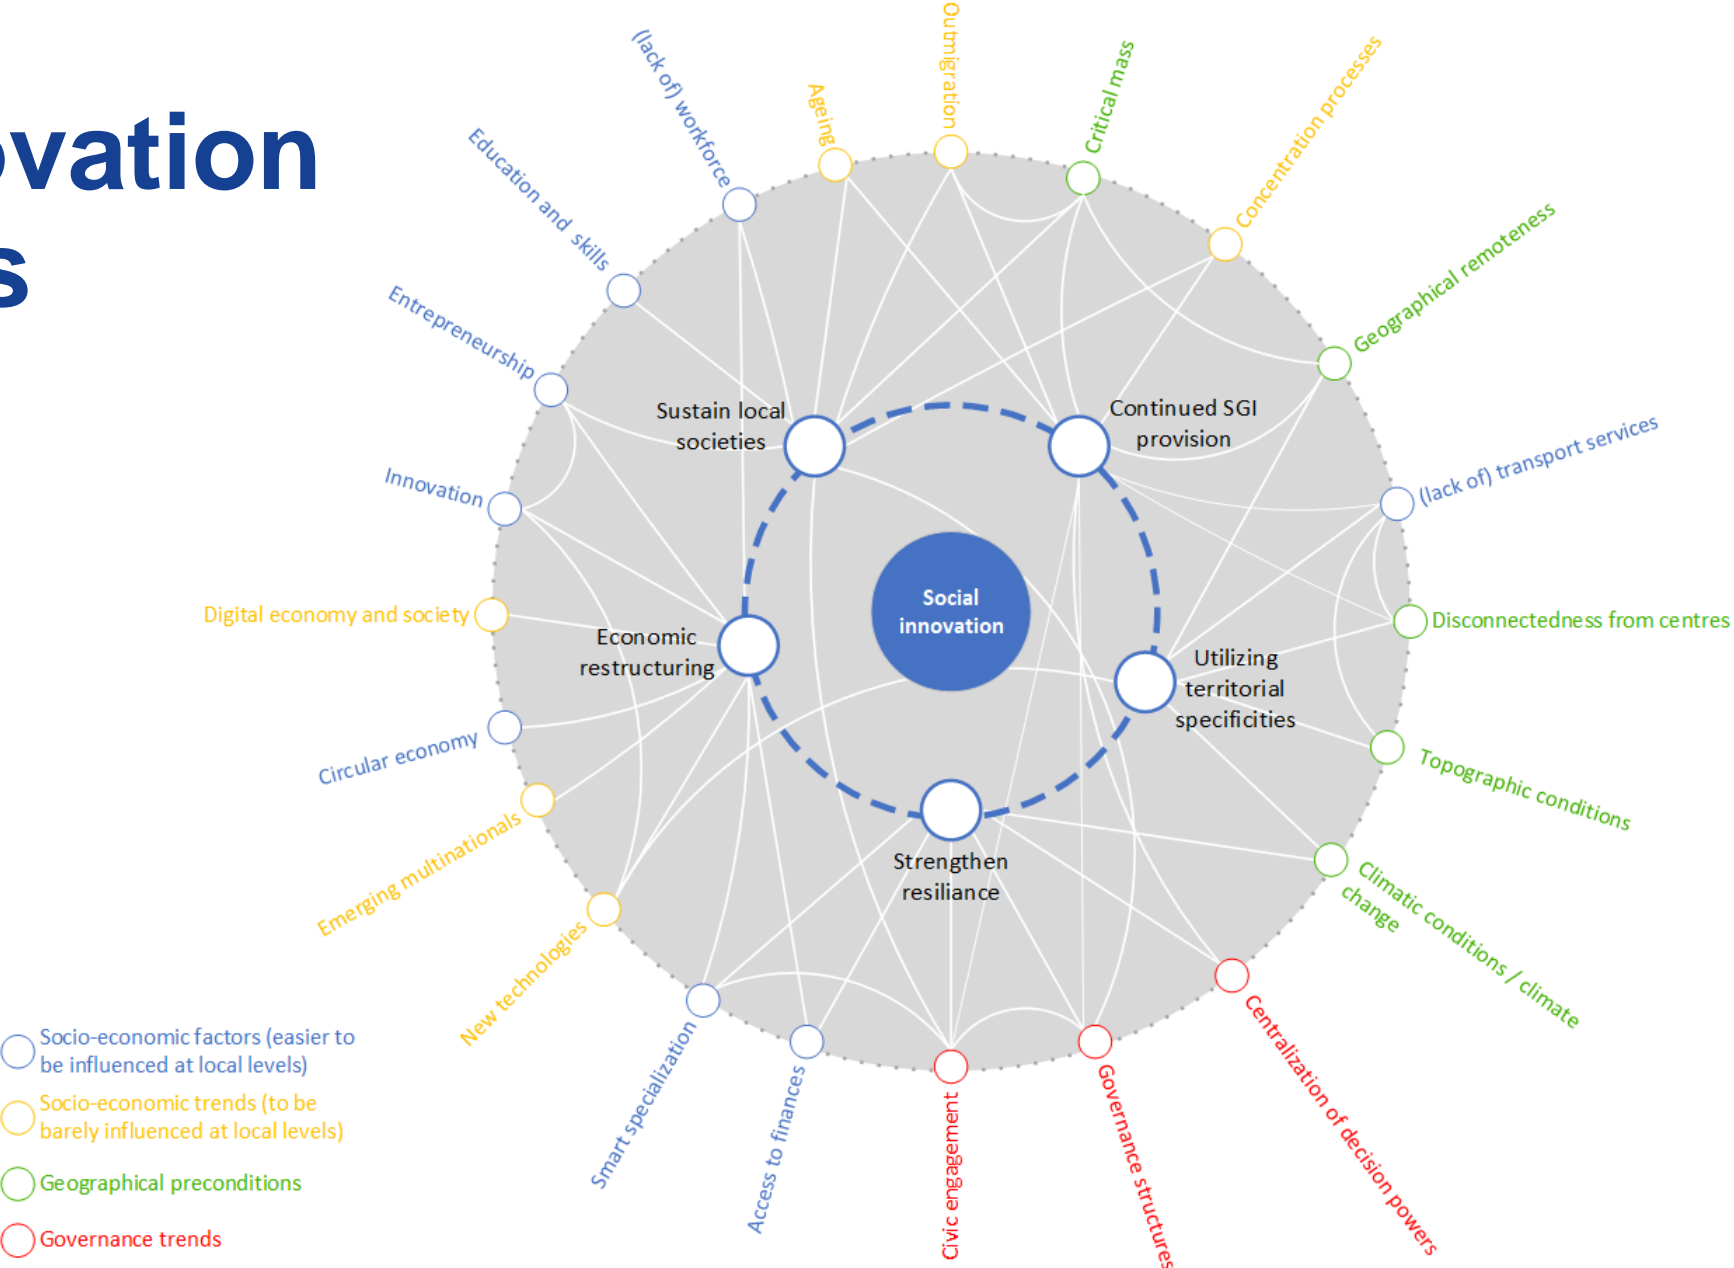 ovation
s
Outmigration
Critical mass
Concentration processes
Geographical remoteness
(lack of) transport services
Disconnectedness from centres
Topographic conditions
Climatic conditions / climate
change
Centralization of decision powers
Governance structures
Civic engagement
Access to finances
Smart specialization
New technologies
Emerging multinationals
Circular economy
Digital economy and society
Innovation
Entrepreneurship
Education and skills
(lack of) workforce
Ageing
Sustain local
societies
Continued SGI
provision
Economic
restructuring
Social
innovation
Utilizing
territorial
specificities
Strengthen
resiliance
Socio-economic factors (easier to
be influenced at local levels)
Socio-economic trends (to be
barely influenced at local levels)
Geographical preconditions
Governance trends